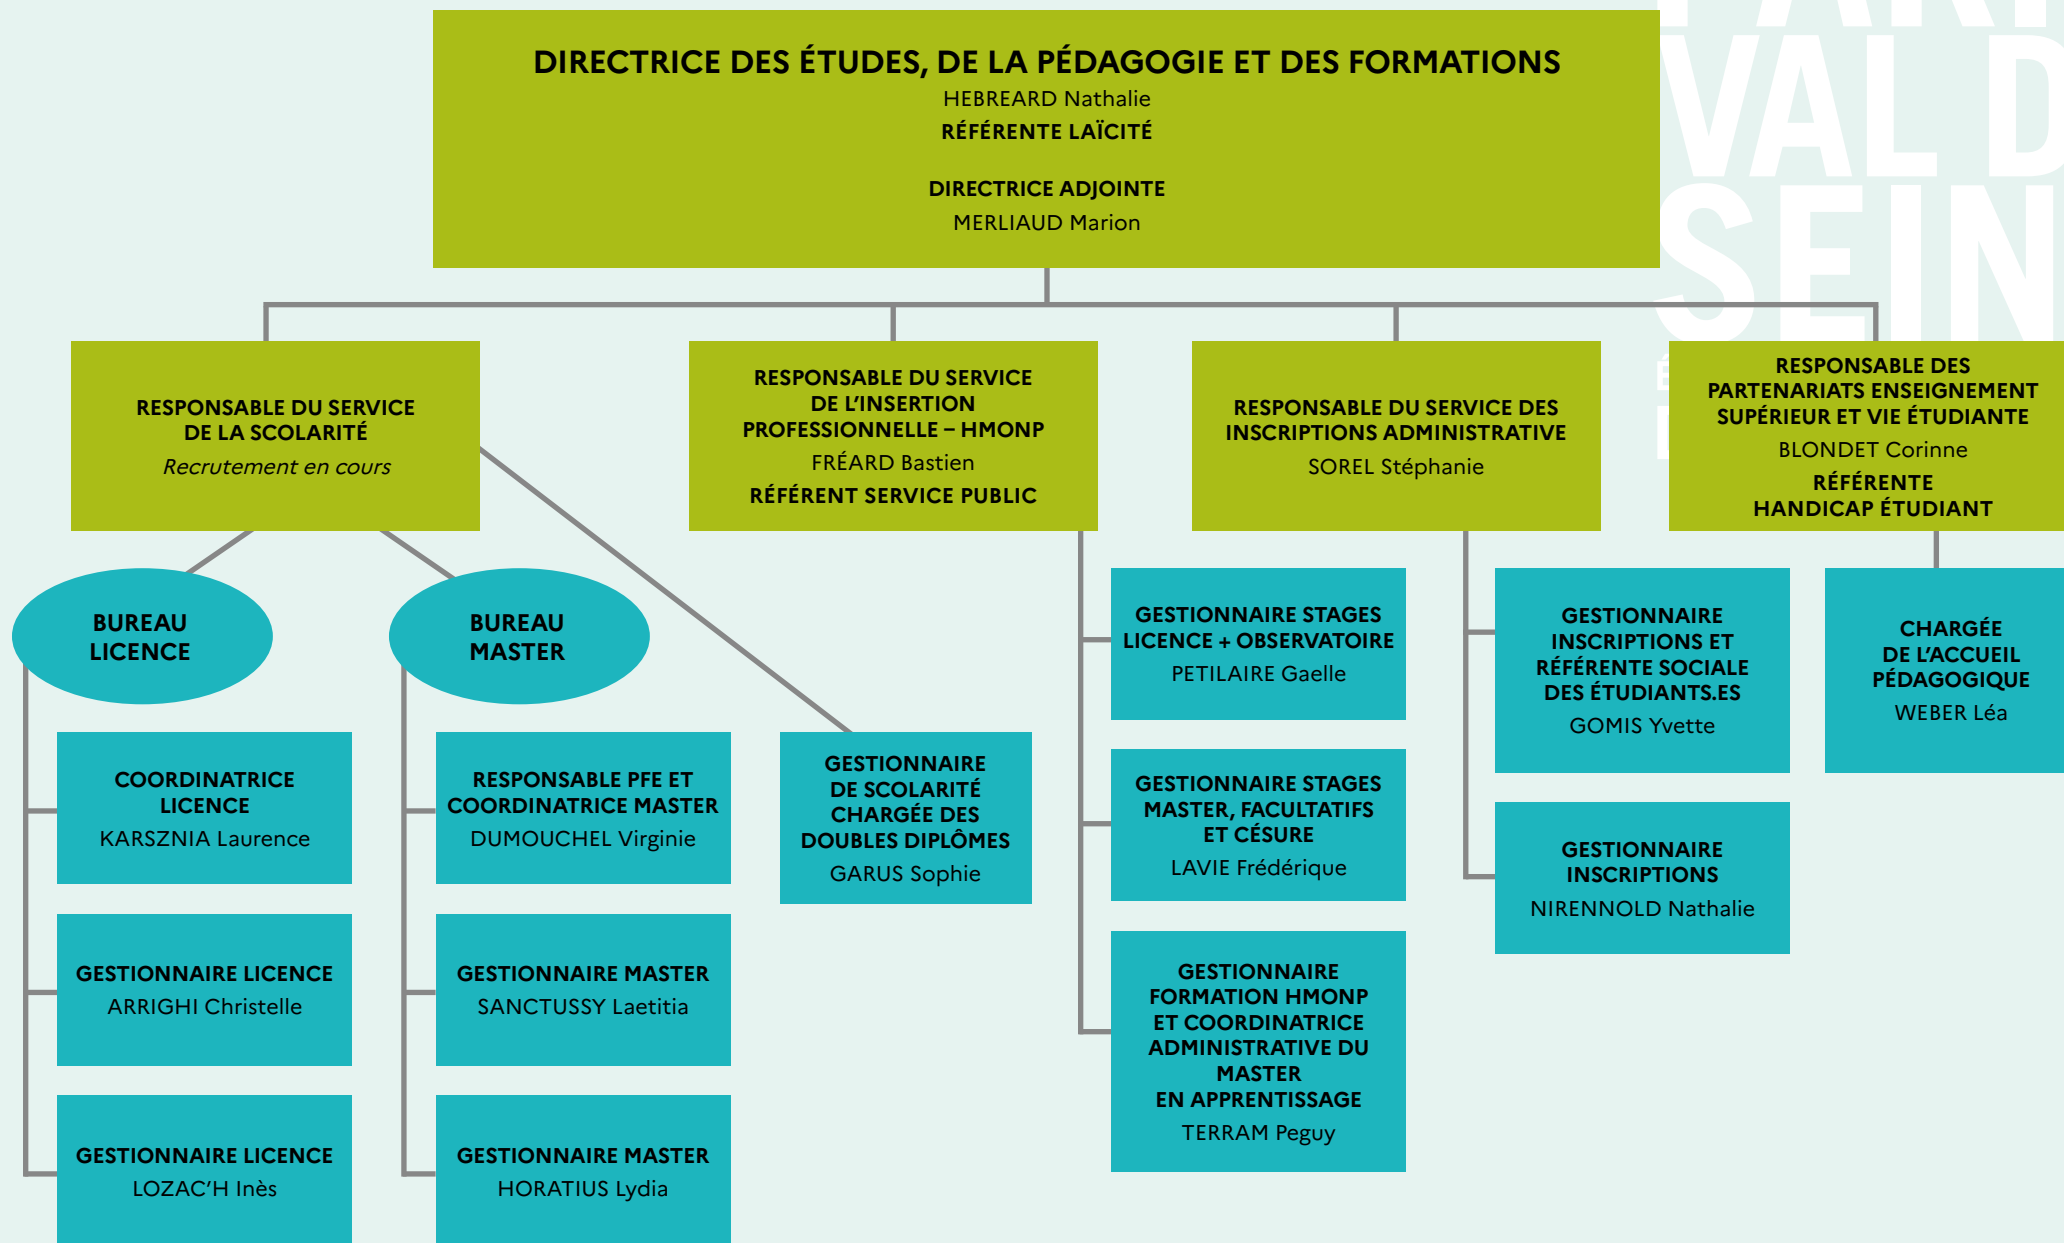 DIRECTRICE DES ÉTUDES, DE LA PÉDAGOGIE ET DES FORMATIONS
HEBREARD Nathalie
RÉFÉRENTE LAÏCITÉ
DIRECTRICE ADJOINTE
MERLIAUD Marion
VAL D
SEIN
RESPONSABLE DU SERVICE
DE LA SCOLARITÉ
Recrutement en cours
RESPONSABLE DU SERVICE
DE L'INSERTION
PROFESSIONNELLE – HMONP
FRÉARD Bastien
RÉFÉRENT SERVICE PUBLIC
RESPONSABLE DU SERVICE DES
INSCRIPTIONS ADMINISTRATIVE
SOREL Stéphanie
RESPONSABLE DES
PARTENARIATS ENSEIGNEMENT
SUPÉRIEUR ET VIE ÉTUDIANTE
BLONDET Corinne
RÉFÉRENTE
HANDICAP ÉTUDIANT
BUREAU
LICENCE
COORDINATRICE
LICENCE
KARSZNIA Laurence
GESTIONNAIRE LICENCE
ARRIGHI Christelle
GESTIONNAIRE LICENCE
LOZAC'H Inès
BUREAU
MASTER
RESPONSABLE PFE ET
COORDINATRICE MASTER
DUMOUCHEL Virginie
GESTIONNAIRE MASTER
SANCTUSSY Laetitia
GESTIONNAIRE MASTER
HORATIUS Lydia
GESTIONNAIRE
DE SCOLARITÉ
CHARGÉE DES
DOUBLES DIPLÔMES
GARUS Sophie
GESTIONNAIRE STAGES
LICENCE + OBSERVATOIRE
PETILAIRE Gaelle
GESTIONNAIRE STAGES
MASTER, FACULTATIFS
ET CÉSURE
LAVIE Frédérique
GESTIONNAIRE
FORMATION HMONP
ET COORDINATRICE
ADMINISTRATIVE DU
MASTER
EN APPRENTISSAGE
TERRAM Peguy
GESTIONNAIRE
INSCRIPTIONS ET
RÉFÉRENTE SOCIALE
DES ÉTUDIANTS.ES
GOMIS Yvette
GESTIONNAIRE
INSCRIPTIONS
NIRENNOLD Nathalie
CHARGÉE
DE L'ACCUEIL
PÉDAGOGIQUE
WEBER Léa